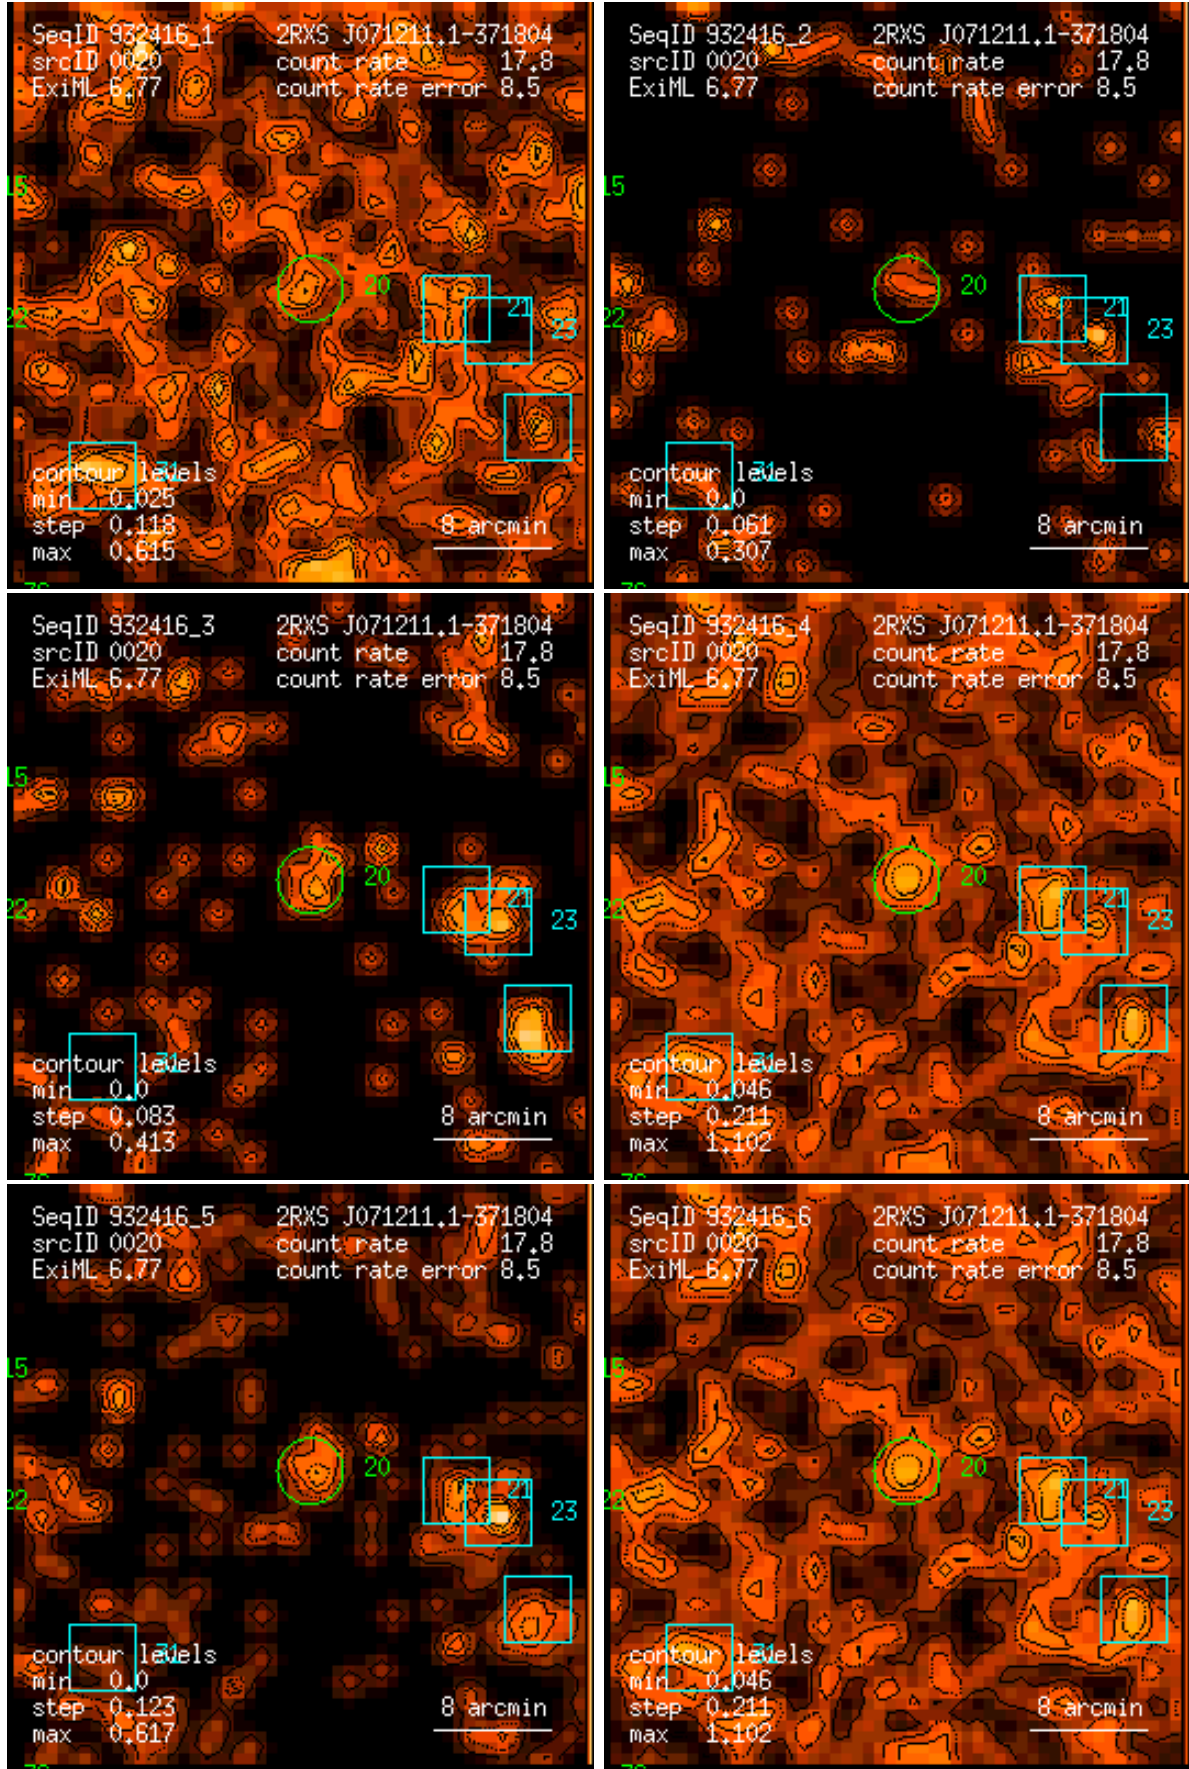 SeqID 932416_1 2RXS J071211.1-371804
srcID 0020 count rate 17.8
ExiML 6.77 count rate error 8.5
15
20
22
21
23
31
contour levels
min 0.025
step 0.118
max 0.615
8 arcmin
SeqID 932416_2 2RXS J071211.1-371804
srcID 0020 count rate 17.8
ExiML 6.77 count rate error 8.5
15
20
22
21
23
31
contour levels
min 0.0
step 0.061
max 0.307
8 arcmin
SeqID 932416_3 2RXS J071211.1-371804
srcID 0020 count rate 17.8
ExiML 6.77 count rate error 8.5
15
20
22
21
23
31
contour levels
min 0.0
step 0.083
max 0.413
8 arcmin
SeqID 932416_4 2RXS J071211.1-371804
srcID 0020 count rate 17.8
ExiML 6.77 count rate error 8.5
15
20
22
21
23
31
contour levels
min 0.046
step 0.211
max 1.102
8 arcmin
SeqID 932416_5 2RXS J071211.1-371804
srcID 0020 count rate 17.8
ExiML 6.77 count rate error 8.5
15
20
22
21
23
31
contour levels
min 0.0
step 0.123
max 0.617
8 arcmin
SeqID 932416_6 2RXS J071211.1-371804
srcID 0020 count rate 17.8
ExiML 6.77 count rate error 8.5
15
20
22
21
23
31
contour levels
min 0.046
step 0.211
max 1.102
8 arcmin